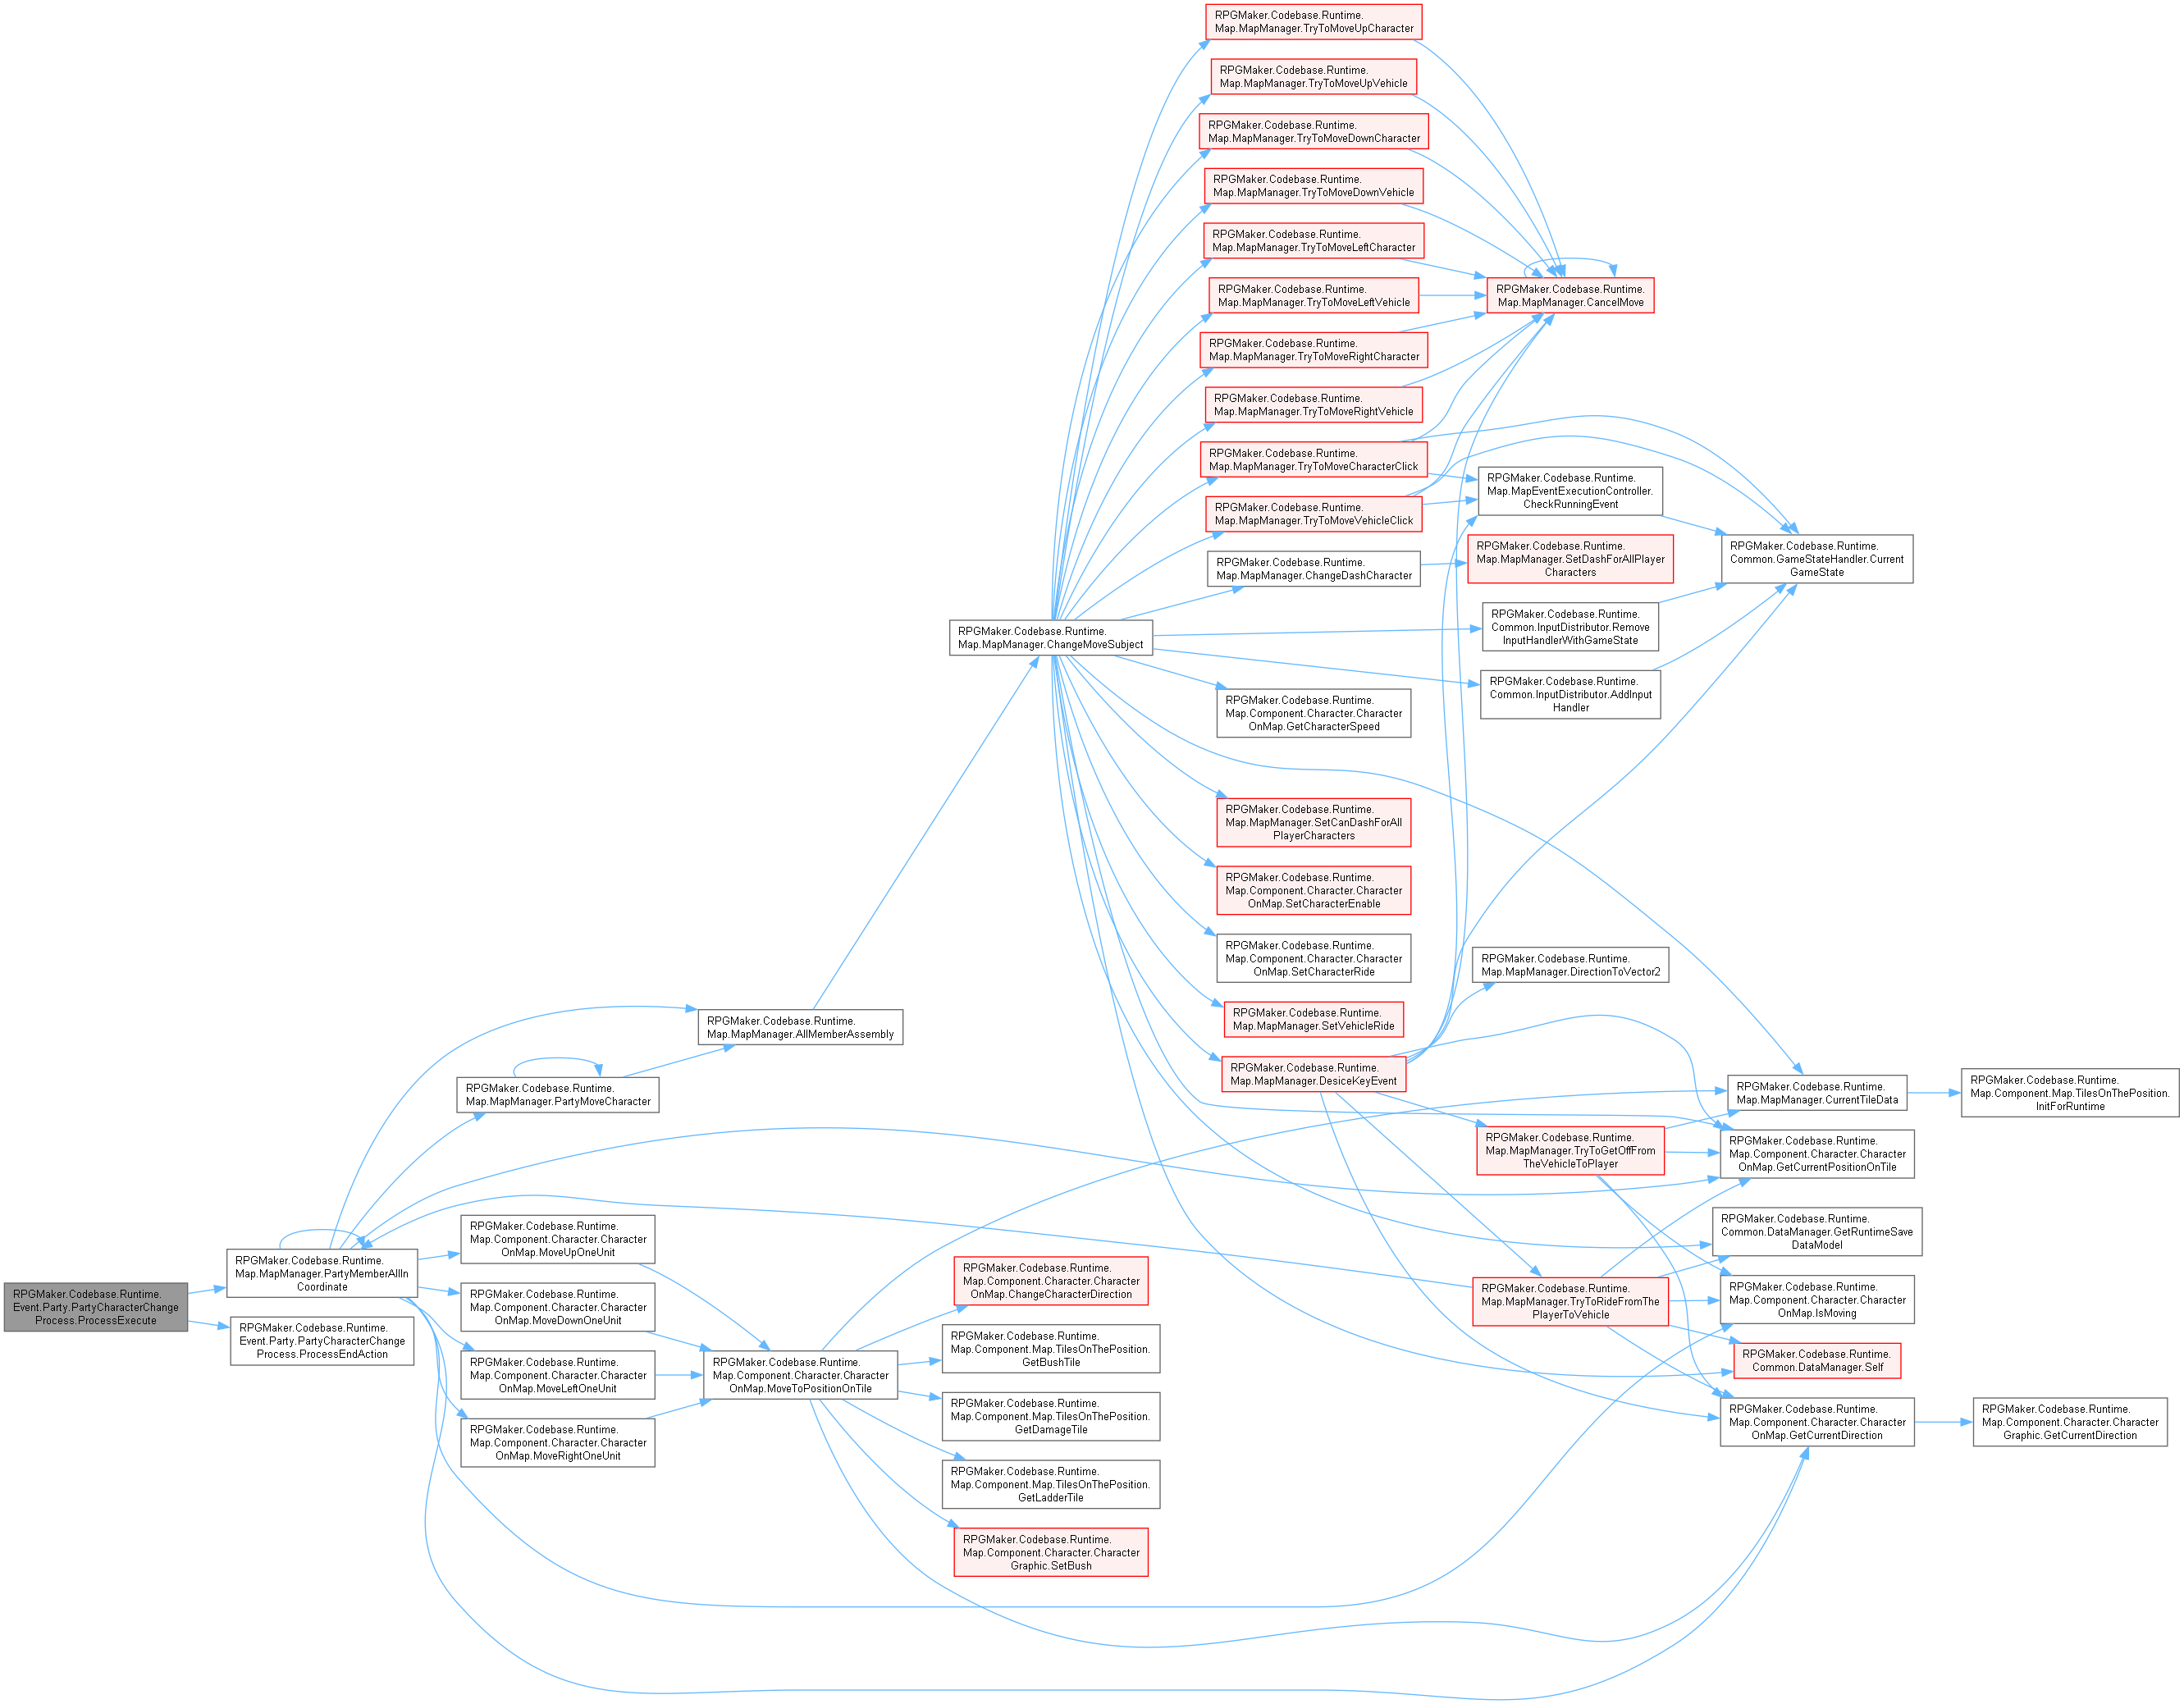 RPGMaker.Codebase.Runtime.
Event.Party.PartyCharacterChange
Process.ProcessExecute
RPGMaker.Codebase.Runtime.
Map.MapManager.PartyMemberAllIn
Coordinate
RPGMaker.Codebase.Runtime.
Event.Party.PartyCharacterChange
Process.ProcessEndAction
RPGMaker.Codebase.Runtime.
Map.MapManager.PartyMoveCharacter
RPGMaker.Codebase.Runtime.
Map.Component.Character.Character
OnMap.MoveUpOneUnit
RPGMaker.Codebase.Runtime.
Map.Component.Character.Character
OnMap.MoveDownOneUnit
RPGMaker.Codebase.Runtime.
Map.Component.Character.Character
OnMap.MoveLeftOneUnit
RPGMaker.Codebase.Runtime.
Map.Component.Character.Character
OnMap.MoveRightOneUnit
RPGMaker.Codebase.Runtime.
Map.MapManager.AllMemberAssembly
RPGMaker.Codebase.Runtime.
Map.Component.Character.Character
OnMap.MoveToPositionOnTile
RPGMaker.Codebase.Runtime.
Map.MapManager.ChangeMoveSubject
RPGMaker.Codebase.Runtime.
Map.Component.Character.Character
OnMap.ChangeCharacterDirection
RPGMaker.Codebase.Runtime.
Map.Component.Map.TilesOnThePosition.
GetBushTile
RPGMaker.Codebase.Runtime.
Map.Component.Map.TilesOnThePosition.
GetDamageTile
RPGMaker.Codebase.Runtime.
Map.Component.Map.TilesOnThePosition.
GetLadderTile
RPGMaker.Codebase.Runtime.
Map.Component.Character.Character
Graphic.SetBush
RPGMaker.Codebase.Runtime.
Map.MapManager.TryToMoveUpCharacter
RPGMaker.Codebase.Runtime.
Map.MapManager.TryToMoveUpVehicle
RPGMaker.Codebase.Runtime.
Map.MapManager.TryToMoveDownCharacter
RPGMaker.Codebase.Runtime.
Map.MapManager.TryToMoveDownVehicle
RPGMaker.Codebase.Runtime.
Map.MapManager.TryToMoveLeftCharacter
RPGMaker.Codebase.Runtime.
Map.MapManager.TryToMoveLeftVehicle
RPGMaker.Codebase.Runtime.
Map.MapManager.TryToMoveRightCharacter
RPGMaker.Codebase.Runtime.
Map.MapManager.TryToMoveRightVehicle
RPGMaker.Codebase.Runtime.
Map.MapManager.TryToMoveCharacterClick
RPGMaker.Codebase.Runtime.
Map.MapManager.TryToMoveVehicleClick
RPGMaker.Codebase.Runtime.
Map.MapManager.ChangeDashCharacter
RPGMaker.Codebase.Runtime.
Map.Component.Character.Character
OnMap.GetCharacterSpeed
RPGMaker.Codebase.Runtime.
Map.MapManager.SetCanDashForAll
PlayerCharacters
RPGMaker.Codebase.Runtime.
Map.Component.Character.Character
OnMap.SetCharacterEnable
RPGMaker.Codebase.Runtime.
Map.Component.Character.Character
OnMap.SetCharacterRide
RPGMaker.Codebase.Runtime.
Map.MapManager.SetVehicleRide
RPGMaker.Codebase.Runtime.
Map.MapManager.DesiceKeyEvent
RPGMaker.Codebase.Runtime.
Map.MapManager.CancelMove
RPGMaker.Codebase.Runtime.
Map.MapEventExecutionController.
CheckRunningEvent
RPGMaker.Codebase.Runtime.
Map.MapManager.SetDashForAllPlayer
Characters
RPGMaker.Codebase.Runtime.
Common.InputDistributor.Remove
InputHandlerWithGameState
RPGMaker.Codebase.Runtime.
Common.InputDistributor.AddInput
Handler
RPGMaker.Codebase.Runtime.
Map.MapManager.DirectionToVector2
RPGMaker.Codebase.Runtime.
Map.MapManager.TryToGetOffFrom
TheVehicleToPlayer
RPGMaker.Codebase.Runtime.
Map.MapManager.TryToRideFromThe
PlayerToVehicle
RPGMaker.Codebase.Runtime.
Common.GameStateHandler.Current
GameState
RPGMaker.Codebase.Runtime.
Map.MapManager.CurrentTileData
RPGMaker.Codebase.Runtime.
Map.Component.Character.Character
OnMap.GetCurrentPositionOnTile
RPGMaker.Codebase.Runtime.
Common.DataManager.GetRuntimeSave
DataModel
RPGMaker.Codebase.Runtime.
Map.Component.Character.Character
OnMap.IsMoving
RPGMaker.Codebase.Runtime.
Common.DataManager.Self
RPGMaker.Codebase.Runtime.
Map.Component.Character.Character
OnMap.GetCurrentDirection
RPGMaker.Codebase.Runtime.
Map.Component.Map.TilesOnThePosition.
InitForRuntime
RPGMaker.Codebase.Runtime.
Map.Component.Character.Character
Graphic.GetCurrentDirection